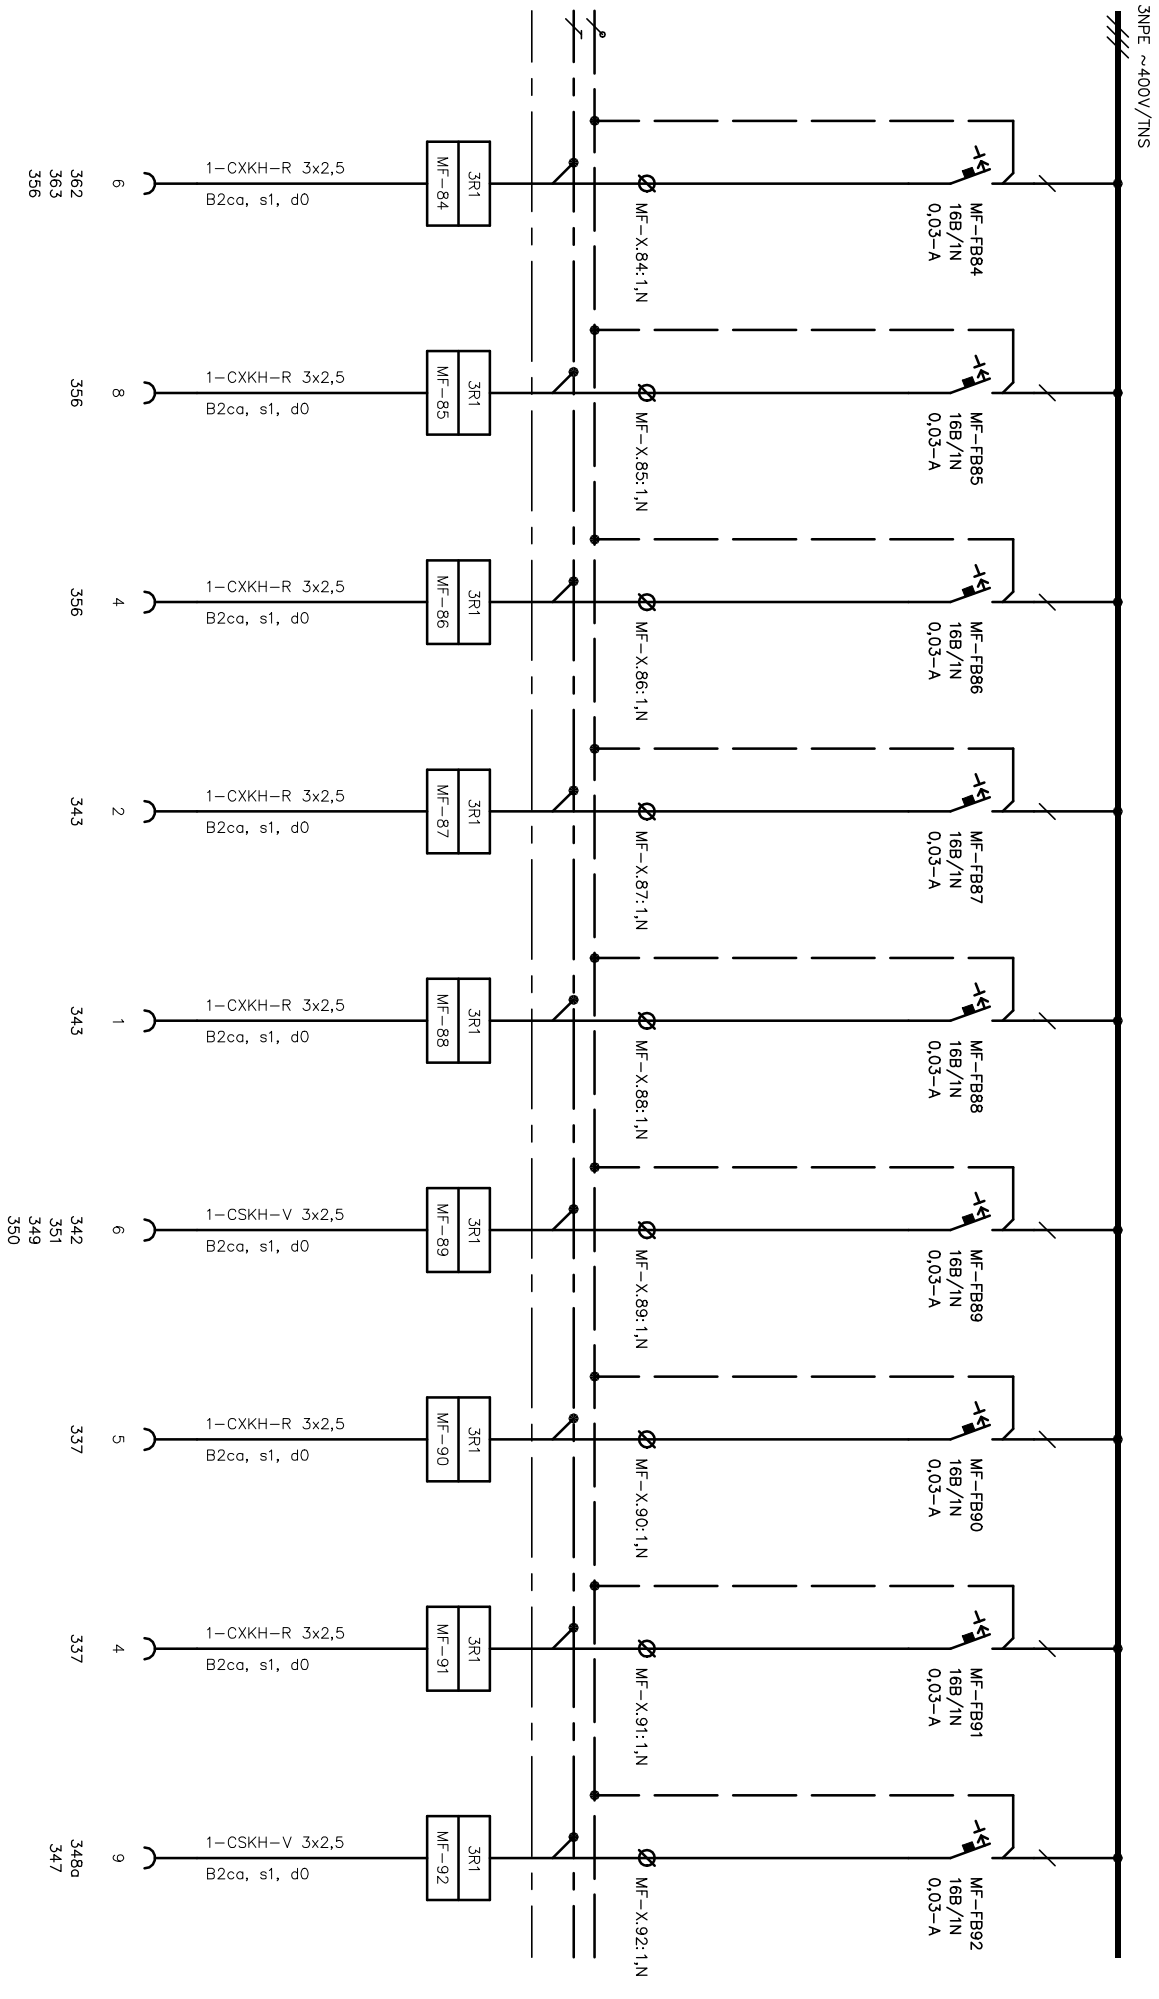 3NPE ~400V/TNS
MF-FB84
16B/1N
0,03-A
MF-X.84:1,N
3R1
MF-84
1-CXKH-R 3x2,5
B2ca, s1, d0
6
362
363
356
MF-FB85
16B/1N
0,03-A
MF-X.85:1,N
3R1
MF-85
1-CXKH-R 3x2,5
B2ca, s1, d0
8
356
MF-FB86
16B/1N
0,03-A
MF-X.86:1,N
3R1
MF-86
1-CXKH-R 3x2,5
B2ca, s1, d0
4
356
MF-FB87
16B/1N
0,03-A
MF-X.87:1,N
3R1
MF-87
1-CXKH-R 3x2,5
B2ca, s1, d0
2
343
MF-FB88
16B/1N
0,03-A
MF-X.88:1,N
3R1
MF-88
1-CXKH-R 3x2,5
B2ca, s1, d0
1
343
MF-FB89
16B/1N
0,03-A
MF-X.89:1,N
3R1
MF-89
1-CSKH-V 3x2,5
B2ca, s1, d0
6
342
351
349
350
MF-FB90
16B/1N
0,03-A
MF-X.90:1,N
3R1
MF-90
1-CXKH-R 3x2,5
B2ca, s1, d0
5
337
MF-FB91
16B/1N
0,03-A
MF-X.91:1,N
3R1
MF-91
1-CXKH-R 3x2,5
B2ca, s1, d0
4
337
MF-FB92
16B/1N
0,03-A
MF-X.92:1,N
3R1
MF-92
1-CSKH-V 3x2,5
B2ca, s1, d0
9
348a
347